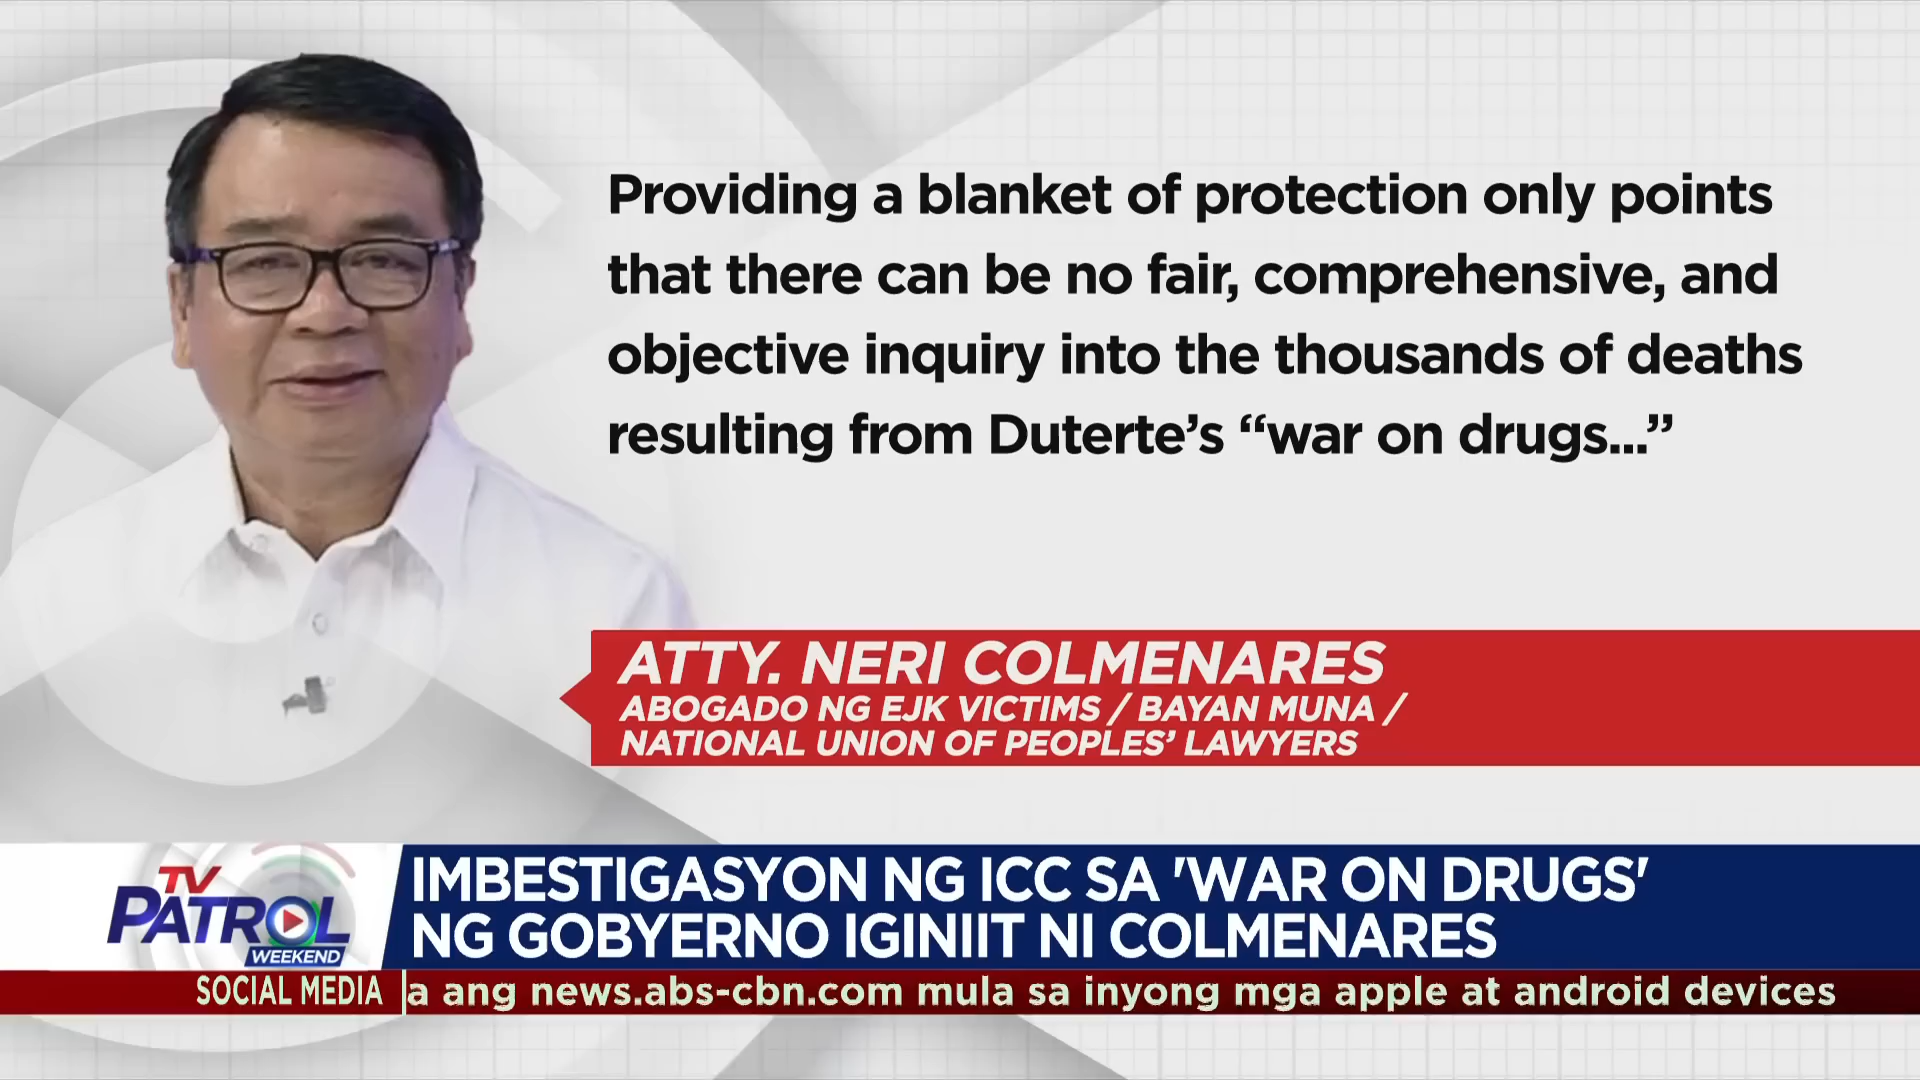 Providing a blanket of protection only points
that there can be no fair, comprehensive, and
objective inquiry into the thousands of deaths
resulting from Duterte’s “war on drugs...”
ATTY. NERI COLMENARES
ABOGADO NG EJK VICTIMS / BAYAN MUNA /
NATIONAL UNION OF PEOPLES’ LAWYERS
TV
PATROL
WEEKEND
IMBESTIGASYON NG ICC SA 'WAR ON DRUGS'
NG GOBYERNO IGINIIT NI COLMENARES
SOCIAL MEDIA
a ang news.abs-cbn.com mula sa inyong mga apple at android devices